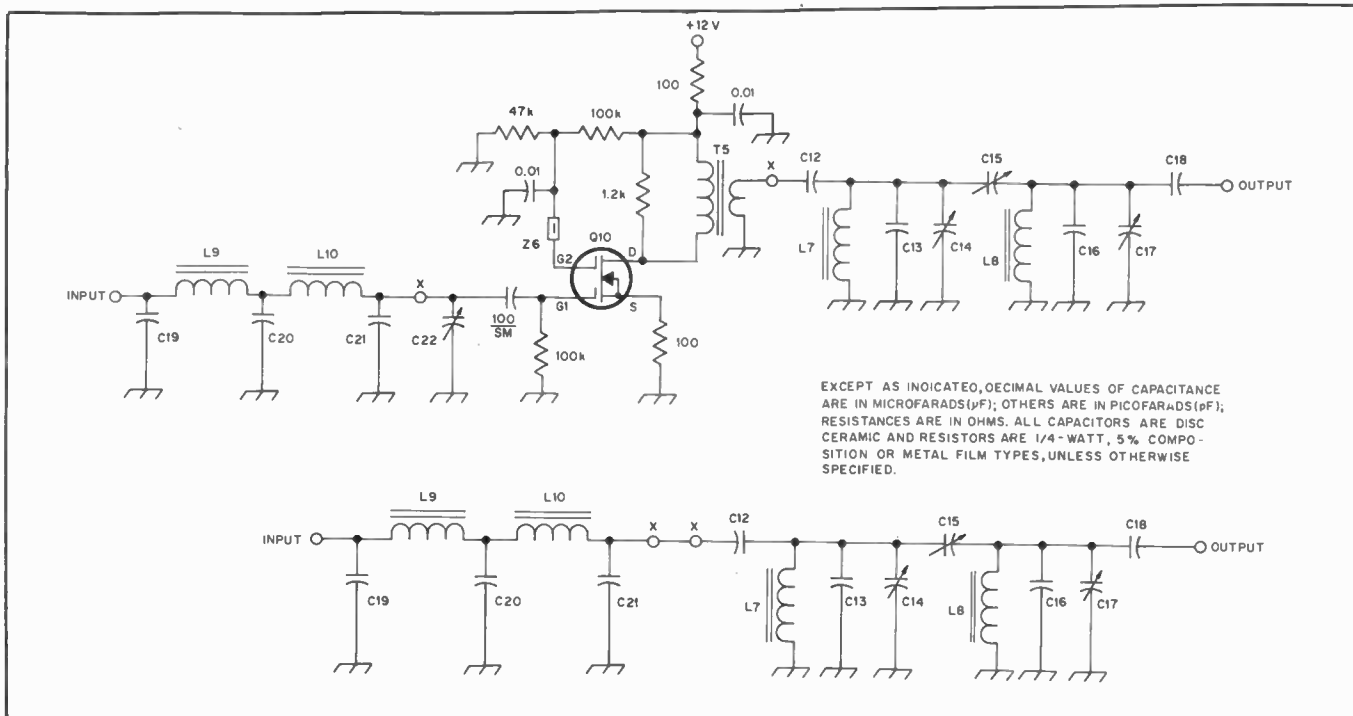 +12 V
100
0.01
47k
100k
T5
C12
X
C15
C18
OUTPUT
0.01
1.2k
Z6
Q10
G2
D
L7
C13
C14
L8
C16
C17
L9
L10
INPUT
X
G1
S
C19
C20
C21
C22
100
SM
100k
100
EXCEPT AS INOICATED, OECIMAL VALUES OF CAPACITANCE
ARE IN MICROFARADS (µF); OTHERS ARE IN PICOFARADS (pF);
RESISTANCES ARE IN OHMS. ALL CAPACITORS ARE DISC
CERAMIC AND RESISTORS ARE 1/4-WATT, 5% COMPO-
SITION OR METAL FILM TYPES, UNLESS OTHERWISE
SPECIFIED.
L9
L10
X
X
C12
C15
C18
INPUT
OUTPUT
C19
C20
C21
L7
C13
C14
L8
C16
C17